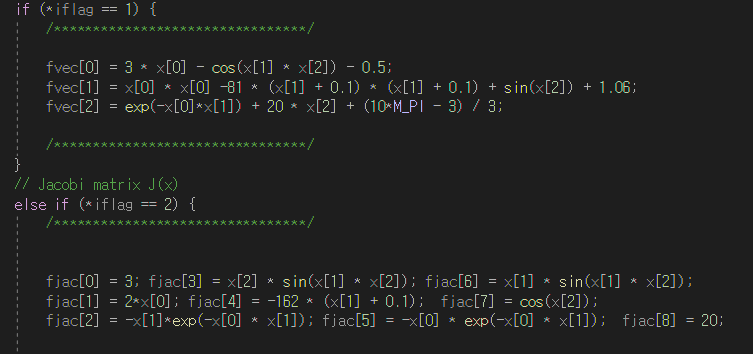 if (*iflag == 1) {
/********************************/
fvec[0] = 3 * x[0] - cos(x[1] * x[2]) - 0.5;
fvec[1] = x[0] * x[0] -81 * (x[1] + 0.1) * (x[1] + 0.1) + sin(x[2]) + 1.06;
fvec[2] = exp(-x[0]*x[1]) + 20 * x[2] + (10*M_PI - 3) / 3;
/********************************/
}
// Jacobi matrix J(x)
else if (*iflag == 2) {
/********************************/
fjac[0] = 3; fjac[3] = x[2] * sin(x[1] * x[2]); fjac[6] = x[1] * sin(x[1] * x[2]);
fjac[1] = 2*x[0]; fjac[4] = -162 * (x[1] + 0.1);  fjac[7] = cos(x[2]);
fjac[2] = -x[1]*exp(-x[0] * x[1]); fjac[5] = -x[0] * exp(-x[0] * x[1]);  fjac[8] = 20;